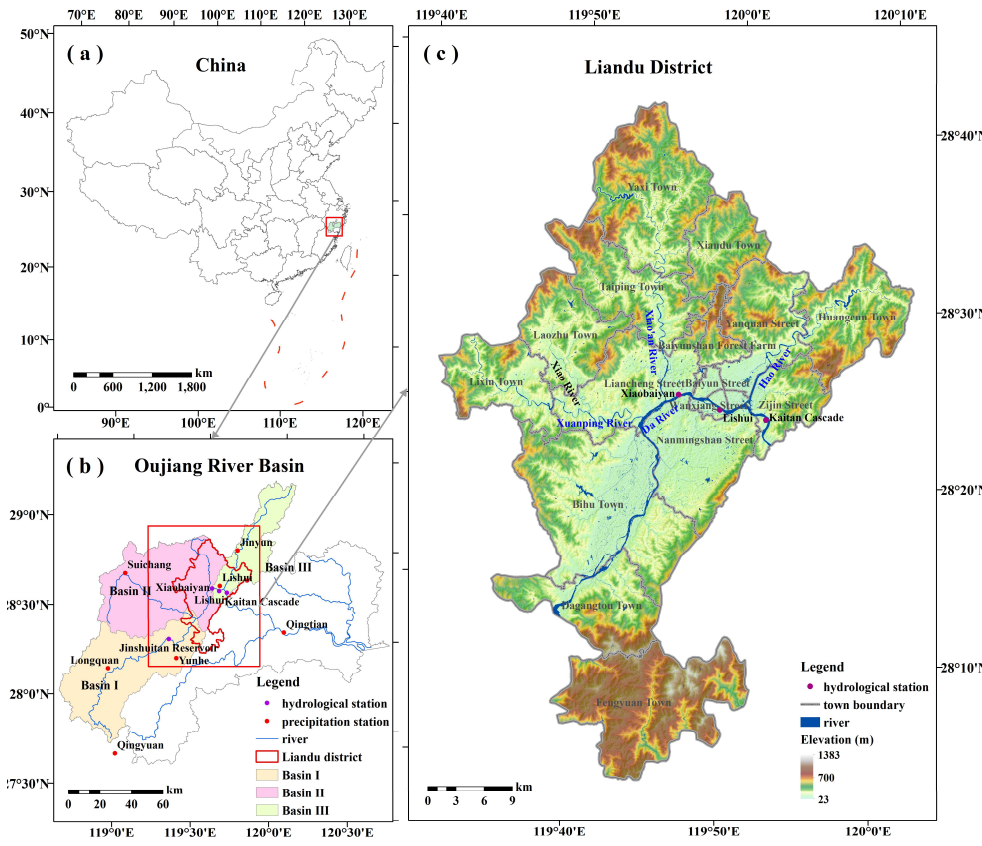 70°E 80°E 90°E 100°E 110°E 120°E 130°E
( a )
China
50°N
40°N
30°N
20°N
10°N
0°
km
0 600 1,200 1,800
90°E 100°E 110°E 120°E
( b )
Oujiang River Basin
29°0'N
28°30'N
28°0'N
27°30'N
Jinyun
Suichang
Lishui
Basin III
Xiaobaiyan
Basin II
Lishui
Kaitan Cascade
Qingtian
Jinshuitan Reservoir
Longquan
Yunhe
Basin I
Qingyuan
Legend
hydrological station
precipitation station
river
Liandu district
Basin I
Basin II
Basin III
km
0 20 40 60
119°0'E 119°30'E 120°0'E 120°30'E
119°40'E 119°50'E 120°0'E 120°10'E
( c )
Liandu District
28°40'N
28°30'N
28°20'N
28°10'N
Yaxi Town
Xiandu Town
Taiping Town
Huangcun Town
Yanquan Street
Xiao'an River
Laozhu Town
Baiyunshan Forest Farm
Hao River
Lixin Town
Xiao River
Liancheng Street
Baiyun Street
Xiaobaiyan
Wanxiang Street
Zijin Street
Lishui
Kaitan Cascade
Xuanping River
Da River
Nanmingshan Street
Bihu Town
Dagangtou Town
Fengyuan Town
Legend
hydrological station
town boundary
river
Elevation (m)
1383
700
23
km
0 3 6 9
119°40'E 119°50'E 120°0'E